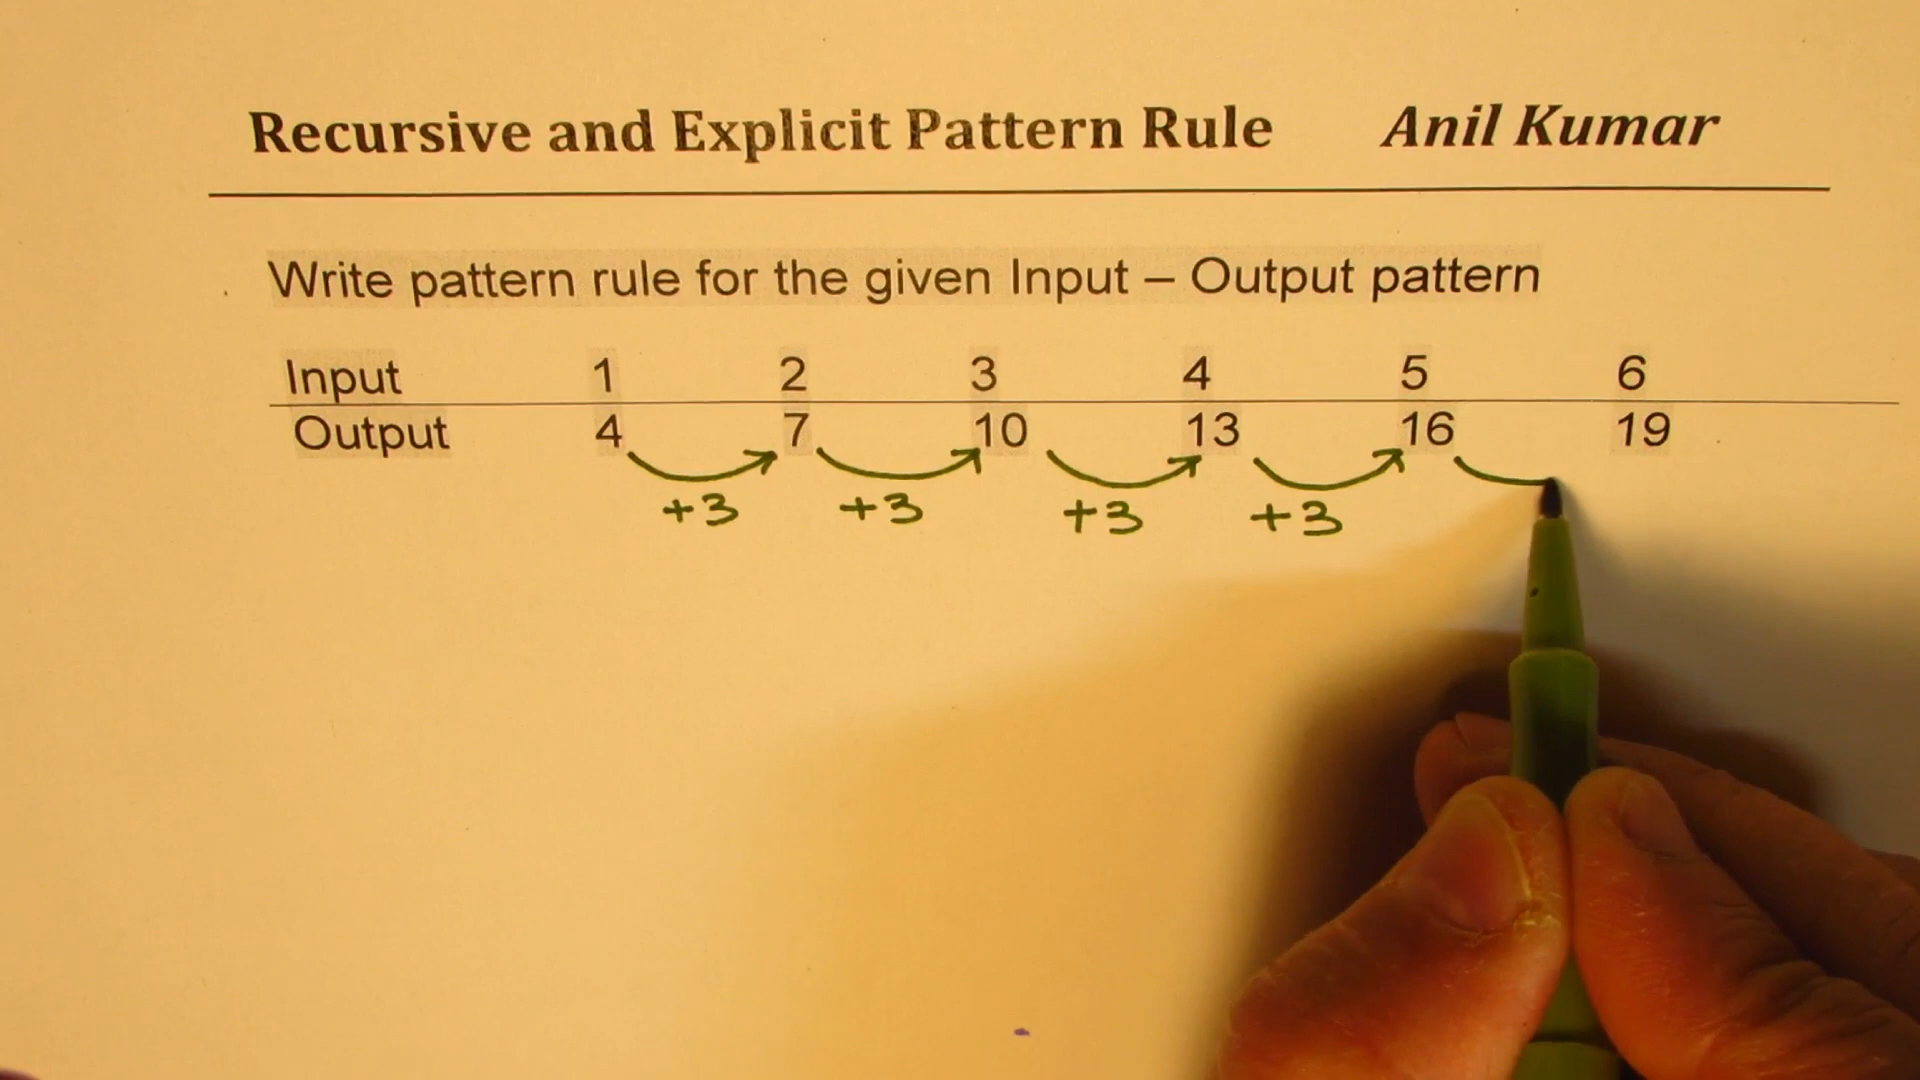 Recursive and Explicit Pattern Rule Anil Kumar
Write pattern rule for the given Input – Output pattern
Input 1 2 3 4 5 6
Output 4 7 10 13 16 19
+3 +3 +3 +3